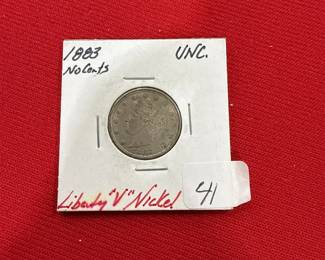 1883 UNC.
No Cents
Liberty "V" Nickel
41